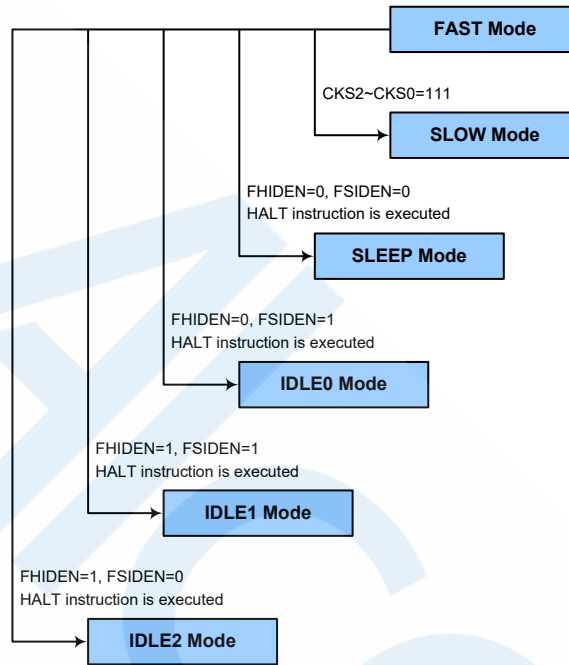 FAST Mode
CKS2~CKS0=111
SLOW Mode
FHIDEN=0, FSIDEN=0
HALT instruction is executed
SLEEP Mode
FHIDEN=0, FSIDEN=1
HALT instruction is executed
IDLE0 Mode
FHIDEN=1, FSIDEN=1
HALT instruction is executed
IDLE1 Mode
FHIDEN=1, FSIDEN=0
HALT instruction is executed
IDLE2 Mode